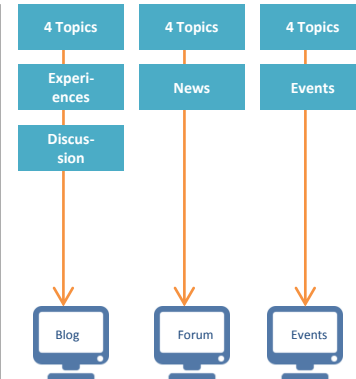 4 Topics
4 Topics
4 Topics
Experi-
ences
News
Events
Discus-
sion
Blog
Forum
Events